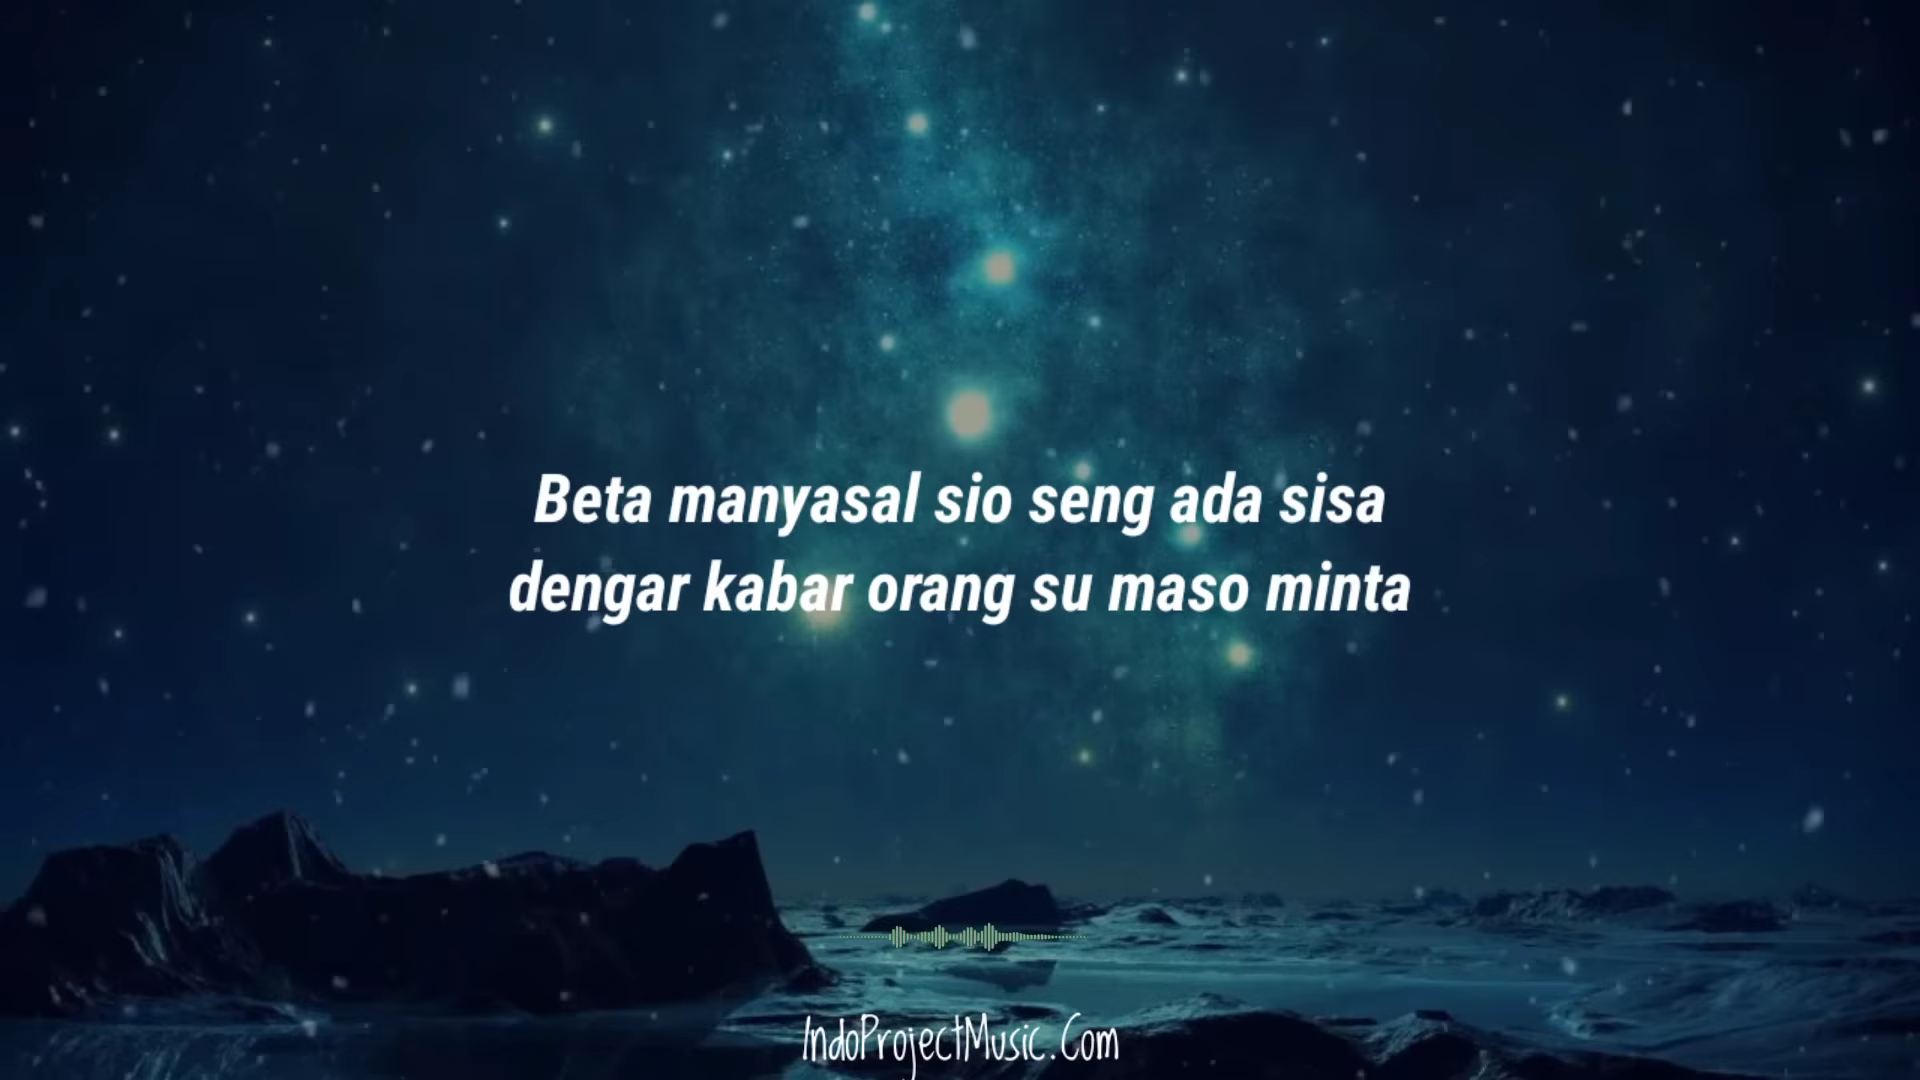 Beta manyasal sio seng ada sisa
dengar kabar orang su maso minta
IndoProjectMusic.Com